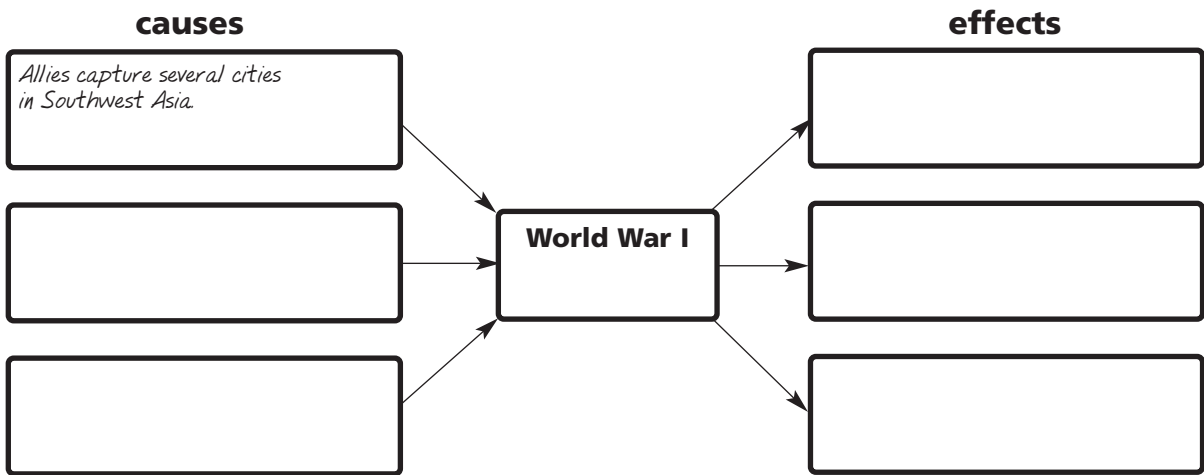 causes
effects
Allies capture several cities
in Southwest Asia.
World War I